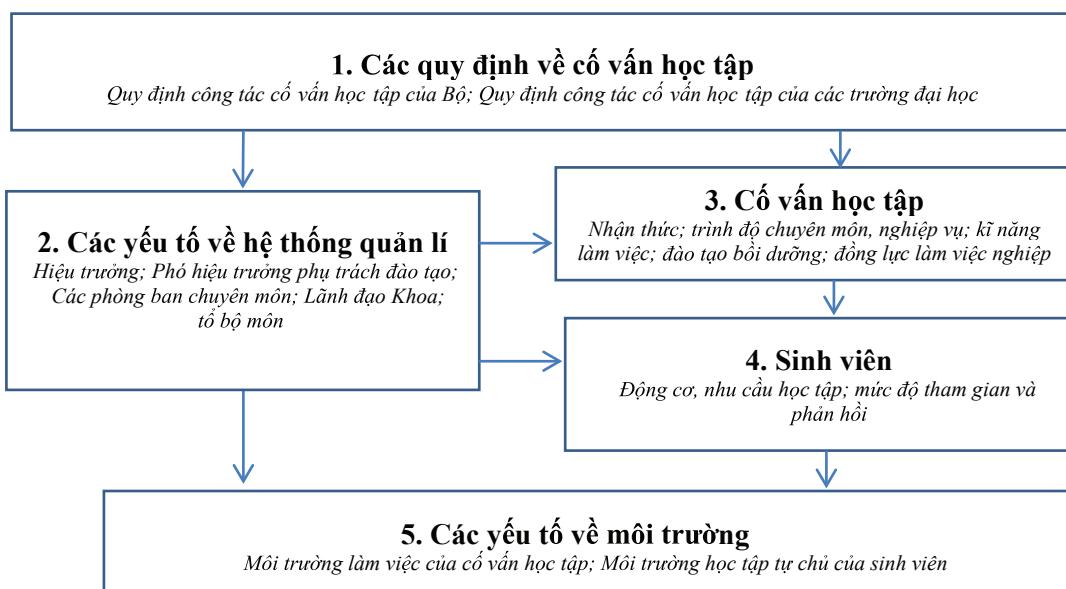 1. Các quy định về cố vấn học tập
Quy định công tác cố vấn học tập của Bộ; Quy định công tác cố vấn học tập của các trường đại học
2. Các yếu tố về hệ thống quản lí
Hiệu trưởng; Phó hiệu trưởng phụ trách đào tạo;
Các phòng ban chuyên môn; Lãnh đạo Khoa;
tổ bộ môn
3. Cố vấn học tập
Nhận thức; trình độ chuyên môn, nghiệp vụ; kĩ năng
làm việc; đào tạo bồi dưỡng; đồng lực làm việc nghiệp
4. Sinh viên
Động cơ, nhu cầu học tập; mức độ tham gian và
phản hồi
5. Các yếu tố về môi trường
Môi trường làm việc của cố vấn học tập; Môi trường học tập tự chủ của sinh viên